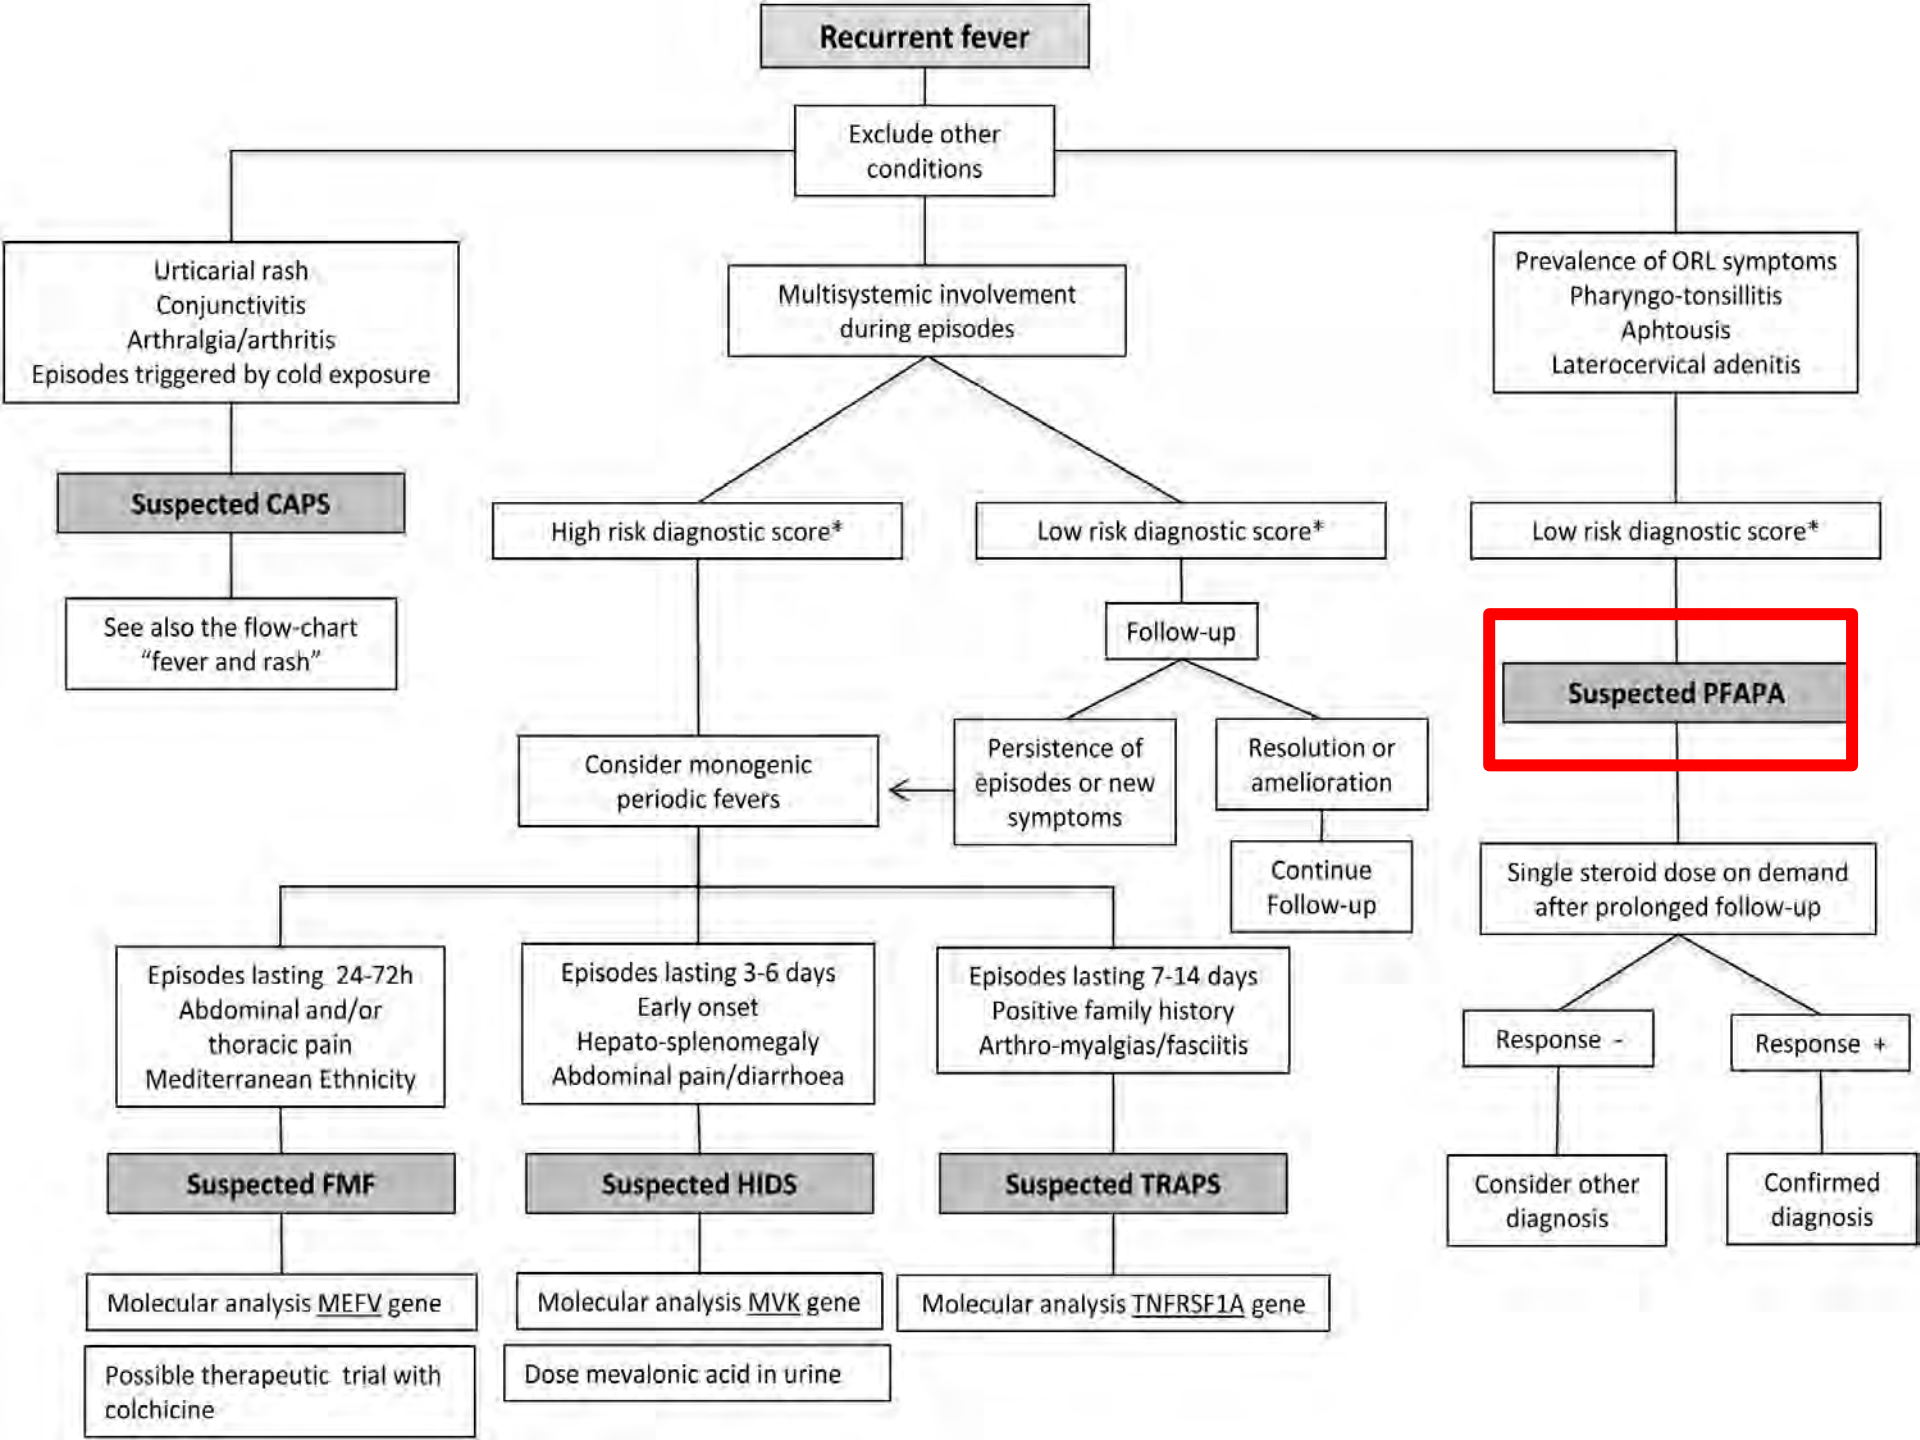 Recurrent fever
Exclude other
conditions
Urticarial rash
Conjunctivitis
Arthralgia/arthritis
Episodes triggered by cold exposure
Suspected CAPS
See also the flow-chart
“fever and rash”
Multisystemic involvement
during episodes
High risk diagnostic score*
Low risk diagnostic score*
Follow-up
Persistence of
episodes or new
symptoms
Resolution or
amelioration
Continue
Follow-up
Consider monogenic
periodic fevers
Episodes lasting 24-72h
Abdominal and/or
thoracic pain
Mediterranean Ethnicity
Suspected FMF
Molecular analysis MEFV gene
Possible therapeutic trial with
colchicine
Episodes lasting 3-6 days
Early onset
Hepato-splenomegaly
Abdominal pain/diarrhoea
Suspected HIDS
Molecular analysis MVK gene
Dose mevalonic acid in urine
Episodes lasting 7-14 days
Positive family history
Arthro-myalgias/fasciitis
Suspected TRAPS
Molecular analysis TNFRSF1A gene
Prevalence of ORL symptoms
Pharyngo-tonsillitis
Aphtousis
Laterocervical adenitis
Low risk diagnostic score*
Suspected PFAPA
Single steroid dose on demand
after prolonged follow-up
Response -
Consider other
diagnosis
Response +
Confirmed
diagnosis